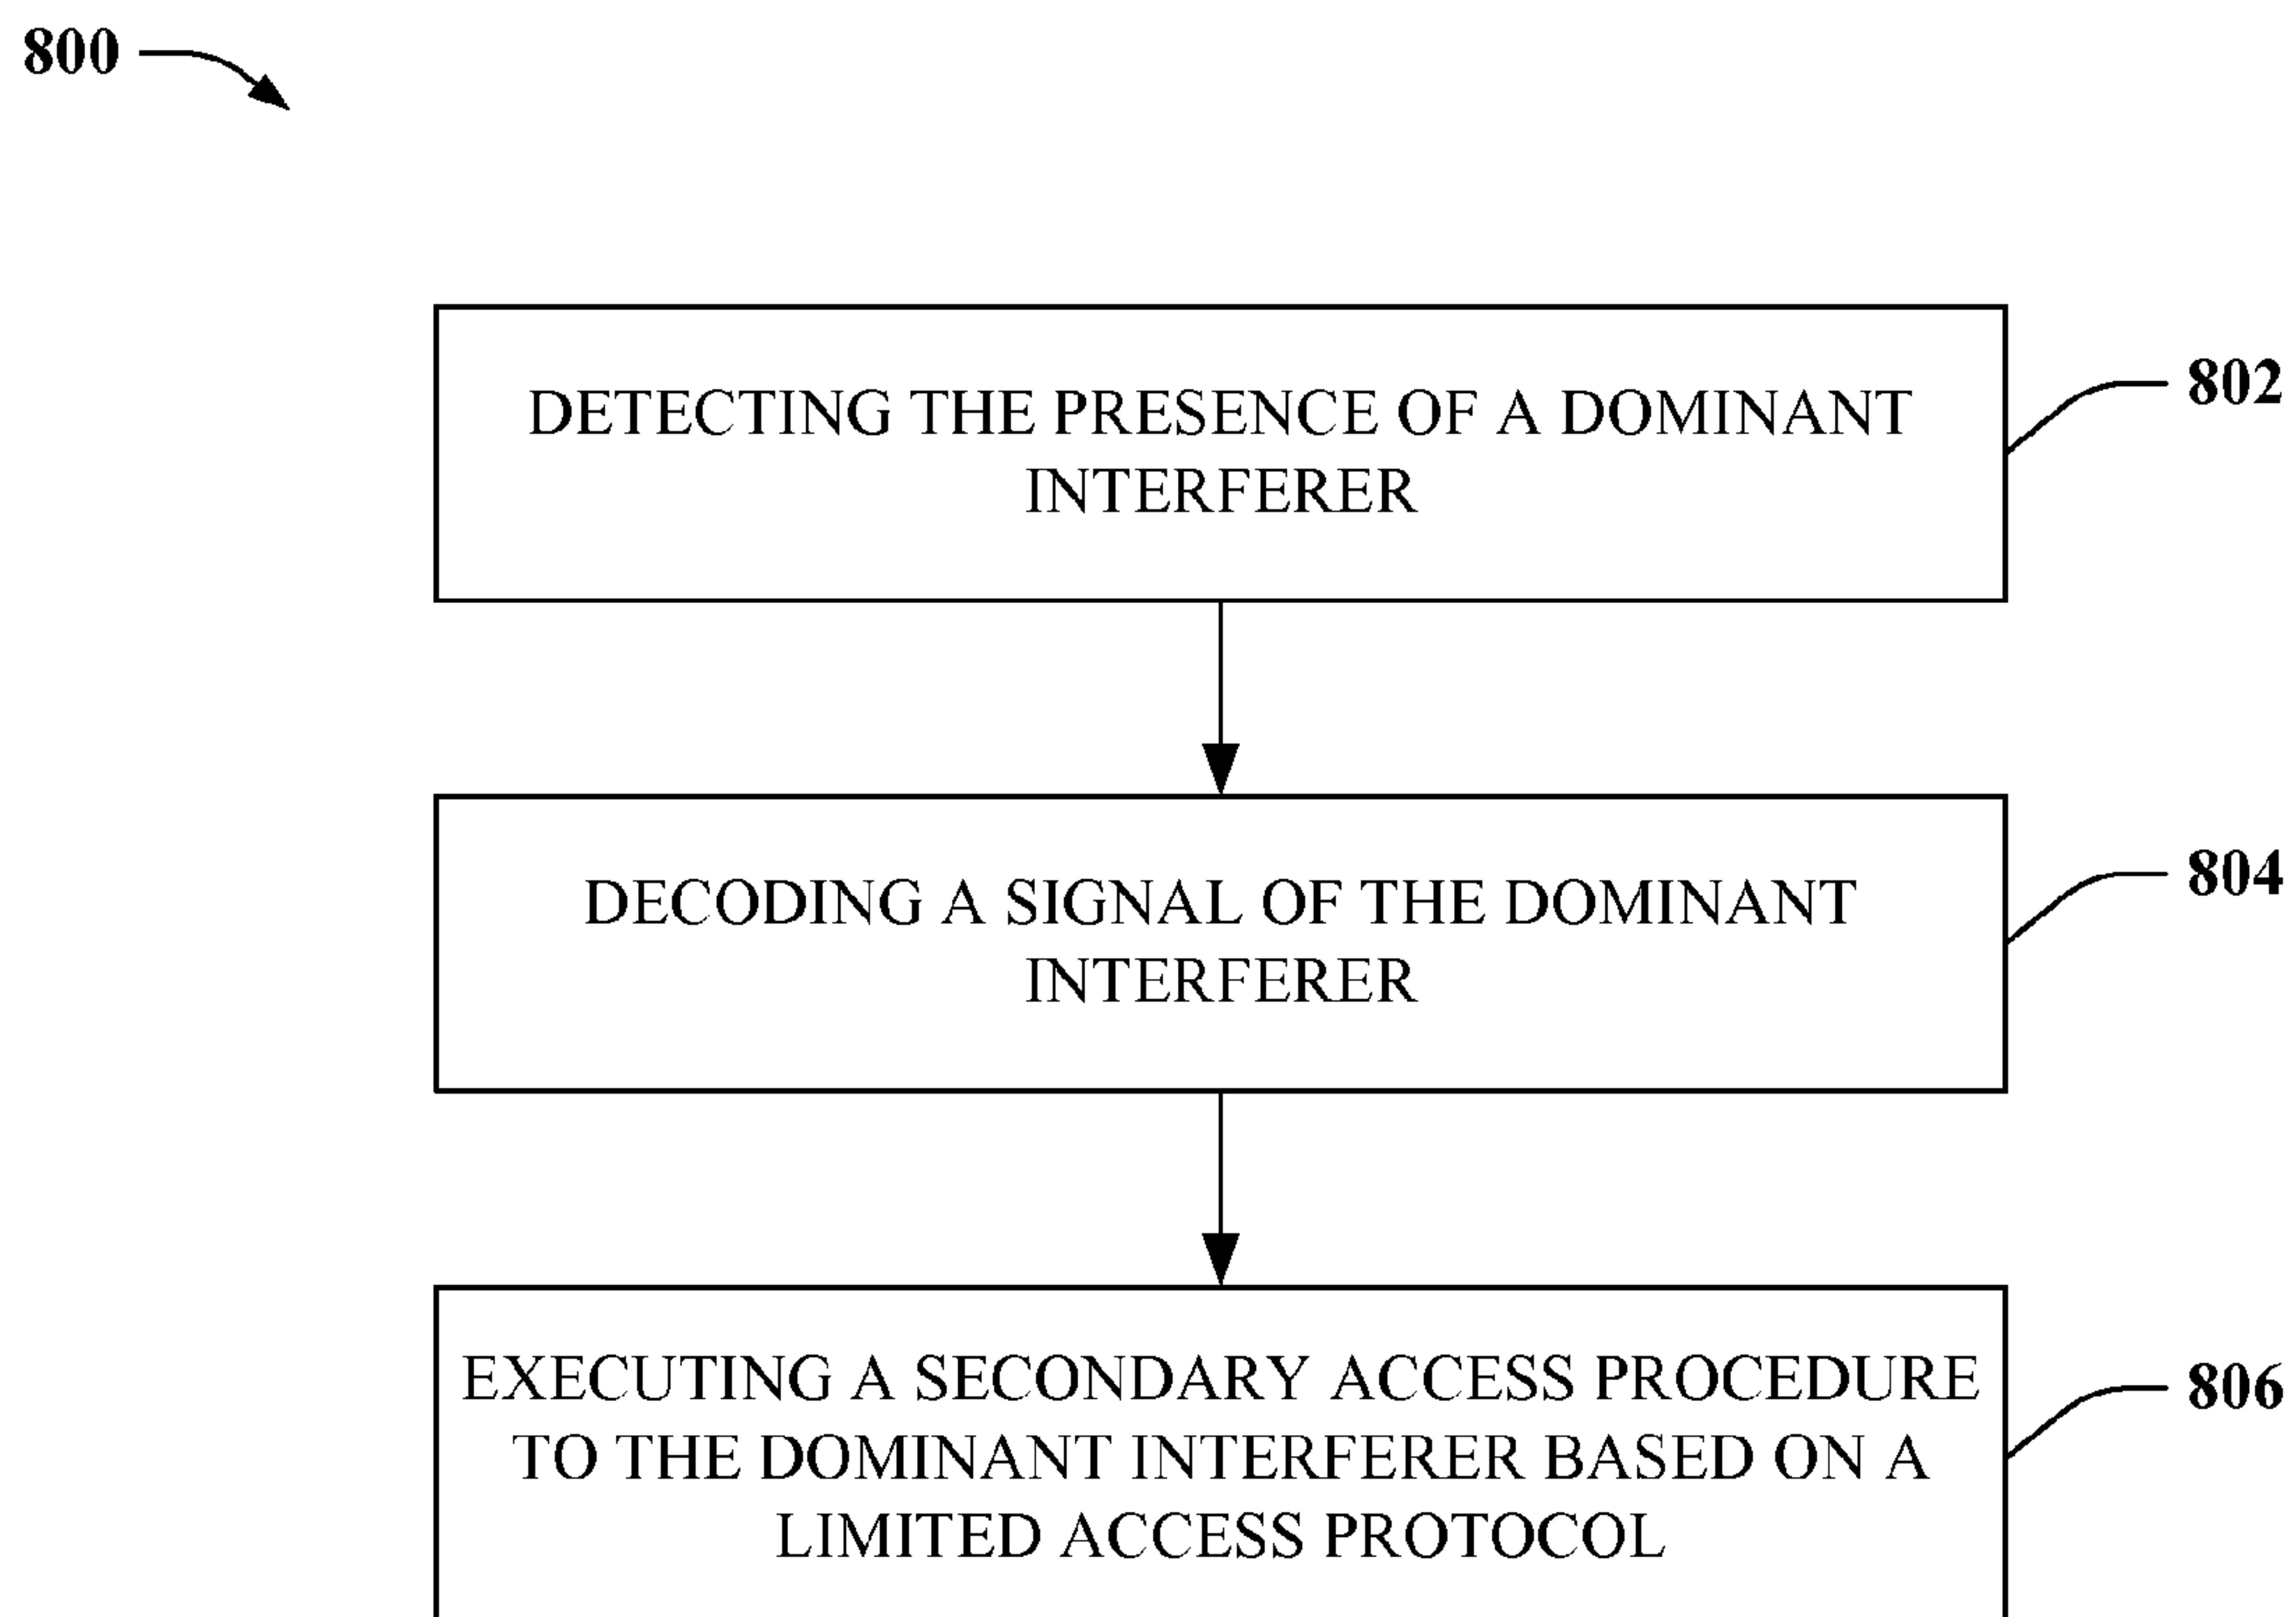 800
DETECTING THE PRESENCE OF A DOMINANT
INTERFERER
802
DECODING A SIGNAL OF THE DOMINANT
INTERFERER
804
EXECUTING A SECONDARY ACCESS PROCEDURE
TO THE DOMINANT INTERFERER BASED ON A
LIMITED ACCESS PROTOCOL
806